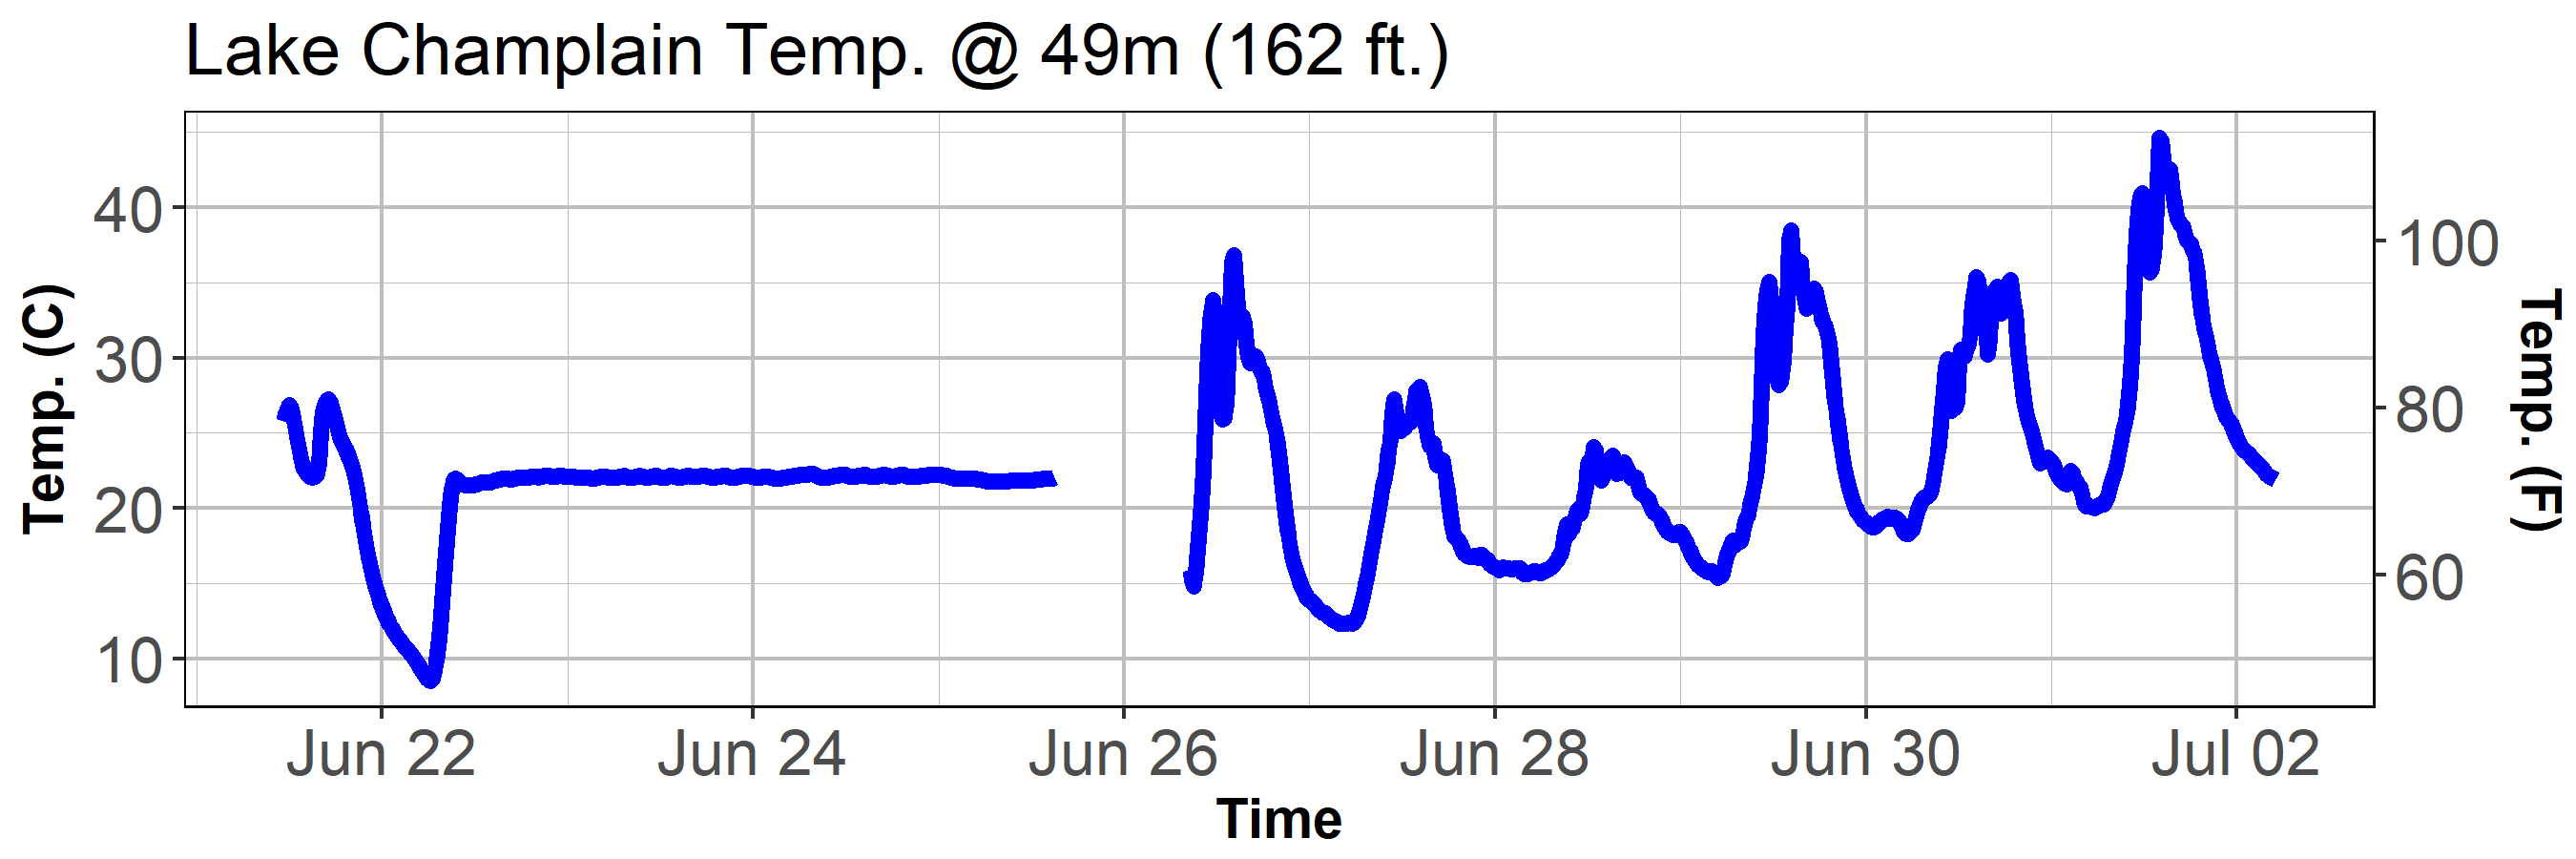 Lake Champlain Temp. @ 49m (162 ft.)
Temp. (C)
40
30
20
10
100
80
60
Temp. (F)
Jun 22
Jun 24
Jun 26
Jun 28
Jun 30
Jul 02
Time